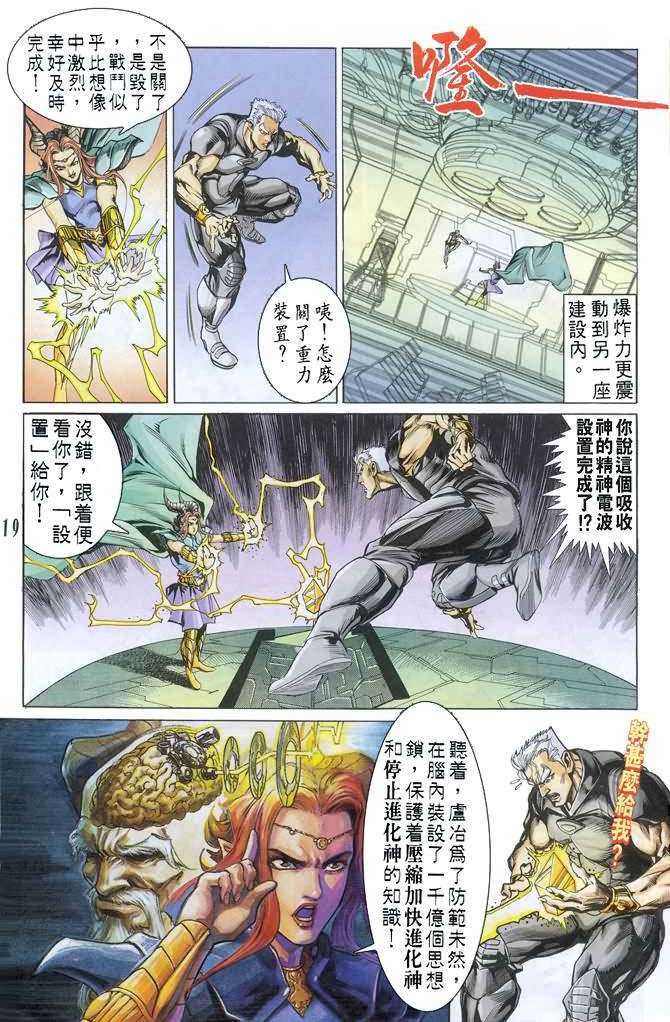 噔
爆炸力更震
動到另一座
建設內。
咦！怎麼
關了重力
裝置？
不是關了
，是毀了
，戰鬥似
乎比想像
中激烈，
幸好及時
完成！
你說這個吸收
神的精神電波
設置完成了!?
沒錯，跟着便
看你了，「設
置」給你！
19
幹甚麼給我？
聽着，盧冶爲了防範未然，
在腦內裝設了一千億個思想
鎖，保護着壓縮加快進化神
和停止進化神的知識！